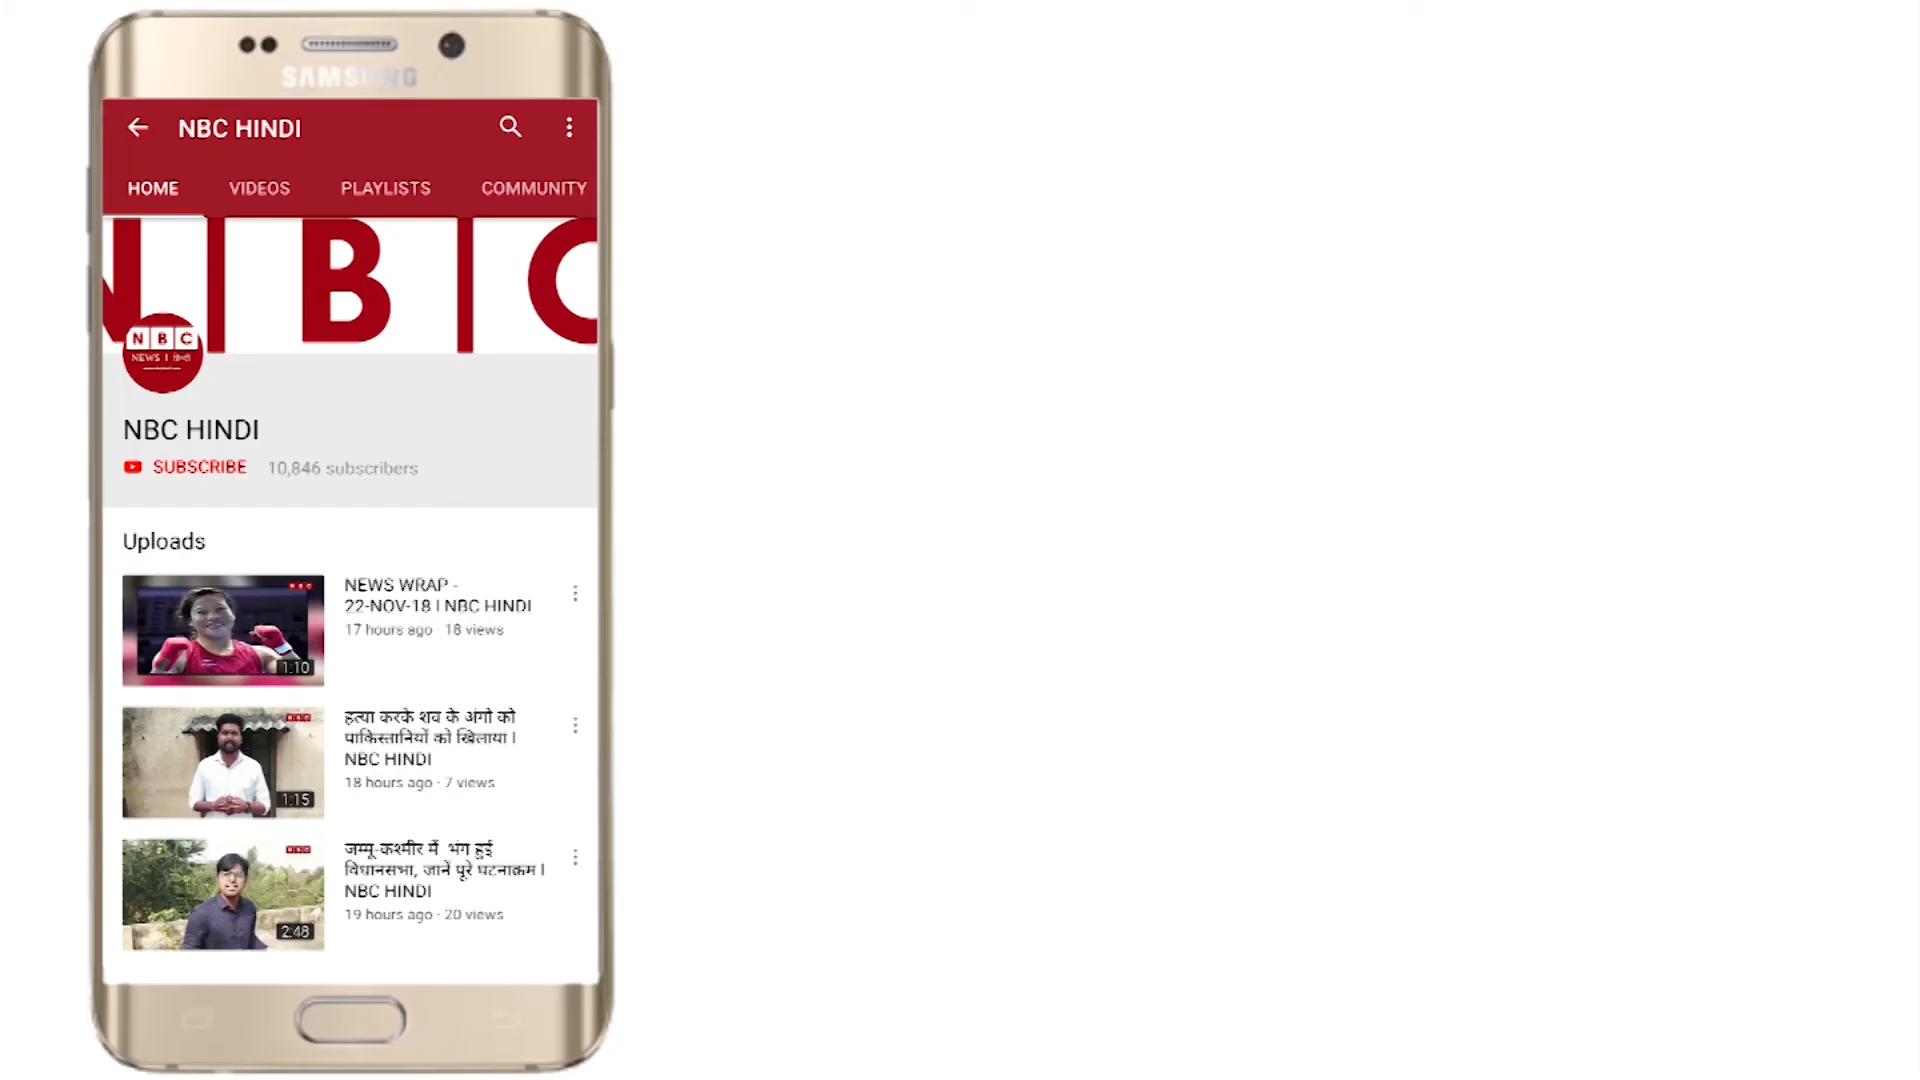 SAMSUNG
NBC HINDI
HOME VIDEOS PLAYLISTS COMMUNITY
N B C
N B C
NEWS | हिन्दी
NBC HINDI
SUBSCRIBE 10,846 subscribers
Uploads
NEWS WRAP -
22-NOV-18 | NBC HINDI
17 hours ago · 18 views
1:10
हत्या करके शव के अंगों को
पाकिस्तानियों को खिलाया |
NBC HINDI
18 hours ago · 7 views
1:15
जम्मू-कश्मीर में भंग हुई
विधानसभा, जानें पूरे घटनाक्रम |
NBC HINDI
19 hours ago · 20 views
2:48